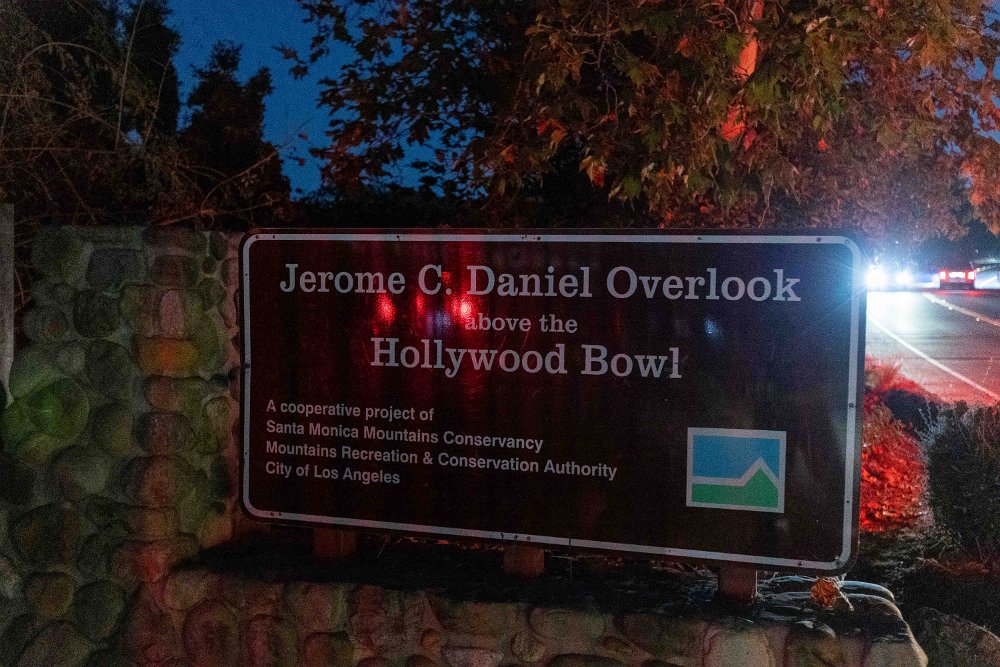 Jerome C. Daniel Overlook
above the
Hollywood Bowl
A cooperative project of
Santa Monica Mountains Conservancy
Mountains Recreation & Conservation Authority
City of Los Angeles